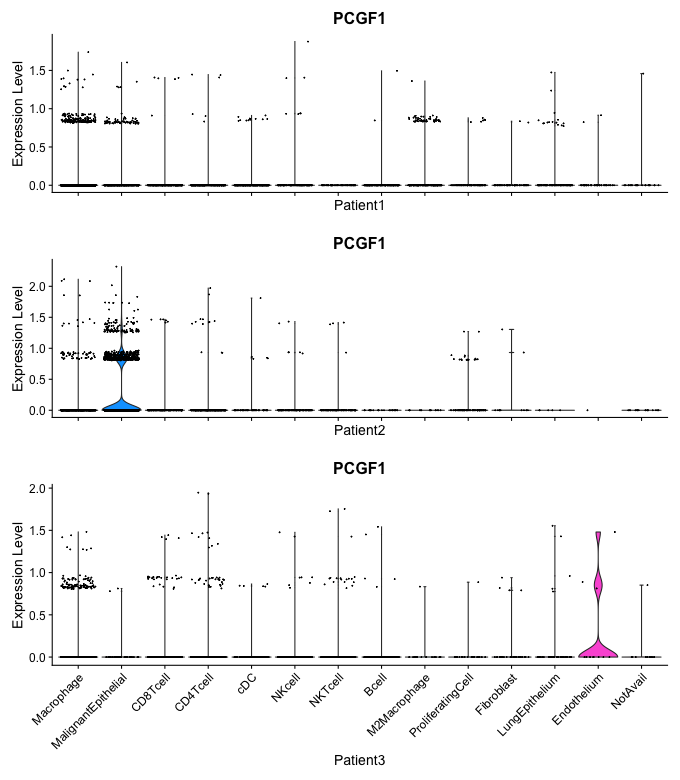 PCGF1
Expression Level
1.5
1.0
0.5
0.0
Patient1
PCGF1
Expression Level
2.0
1.5
1.0
0.5
0.0
Patient2
PCGF1
Expression Level
2.0
1.5
1.0
0.5
0.0
Macrophage
MalignantEpithelial
CD8Tcell
CD4Tcell
cDC
NKcell
NKTcell
Bcell
M2Macrophage
ProliferatingCell
Fibroblast
LungEpithelium
Endothelium
NotAvail
Patient3